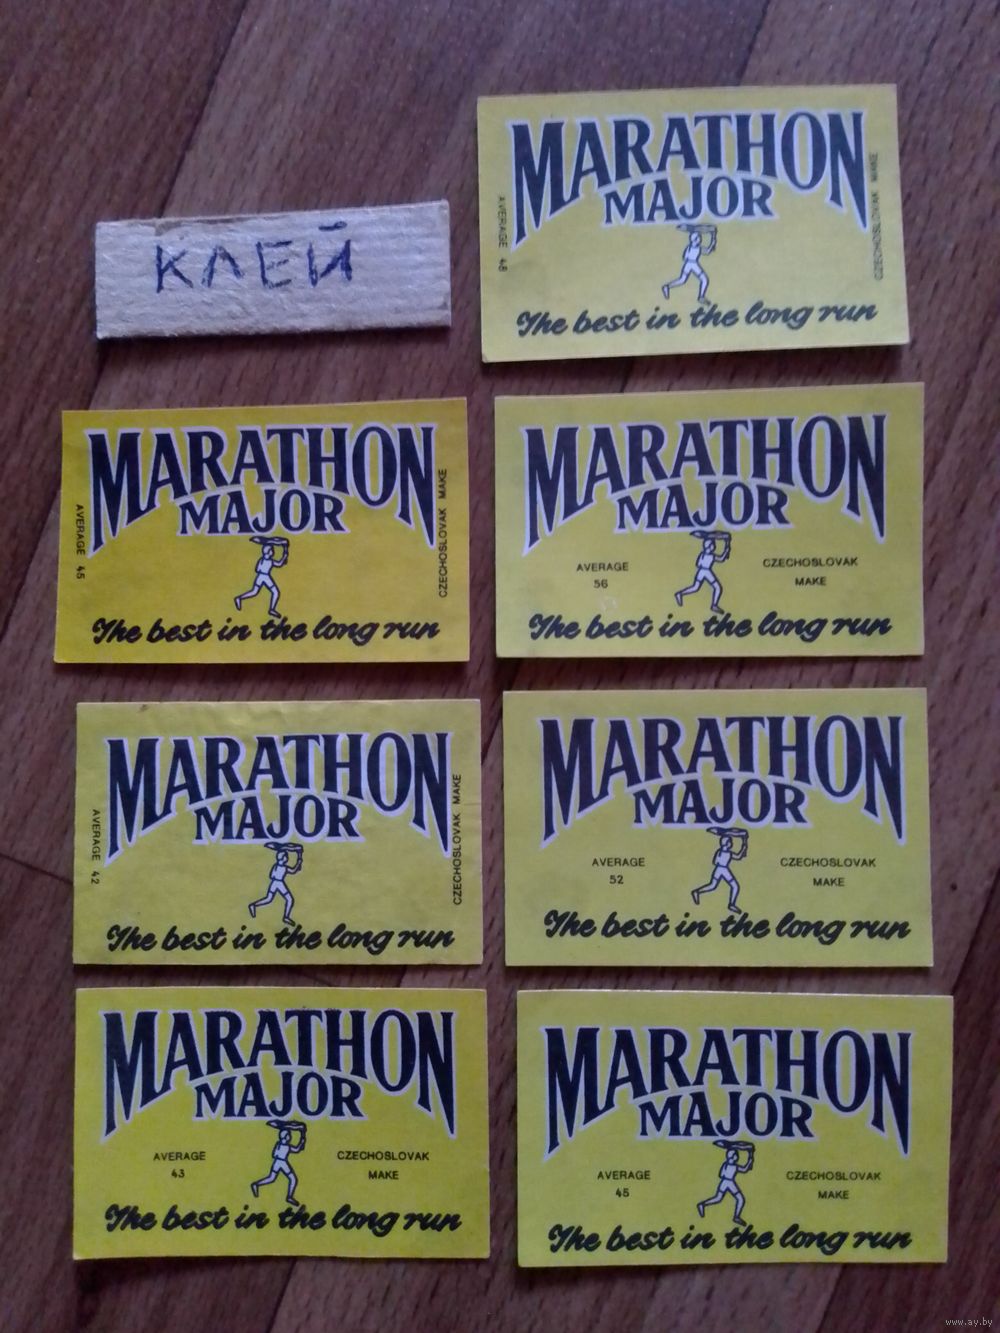 КЛЕЙ
MARATHON
MAJOR
AVERAGE 48
CZECHOSLOVAK MAKE
The best in the long run
MARATHON
MAJOR
AVERAGE 45
CZECHOSLOVAK MAKE
The best in the long run
MARATHON
MAJOR
AVERAGE
56
CZECHOSLOVAK
MAKE
The best in the long run
MARATHON
MAJOR
AVERAGE 42
CZECHOSLOVAK MAKE
The best in the long run
MARATHON
MAJOR
AVERAGE
52
CZECHOSLOVAK
MAKE
The best in the long run
MARATHON
MAJOR
AVERAGE
43
CZECHOSLOVAK
MAKE
The best in the long run
MARATHON
MAJOR
AVERAGE
45
CZECHOSLOVAK
MAKE
The best in the long run
www.ay.by